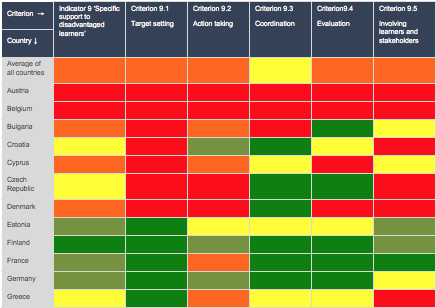 Criterion →
Indicator 9 'Specific
support to
disadvantaged
learners'
Criterion 9.1
Target setting
Criterion 9.2
Action taking
Criterion 9.3
Coordination
Criterion9.4
Evaluation
Criterion 9.5
Involving
learners and
stakeholders
Country ↓
Average of
all countries
Austria
Belgium
Bulgaria
Croatia
Cyprus
Czech
Republic
Denmark
Estonia
Finland
France
Germany
Greece